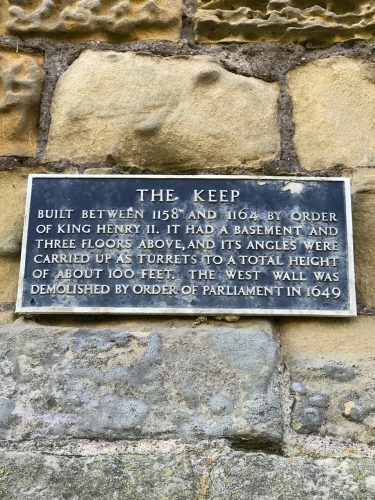 THE KEEP
BUILT BETWEEN 1158 AND 1164 BY ORDER
OF KING HENRY II. IT HAD A BASEMENT AND
THREE FLOORS ABOVE, AND ITS ANGLES WERE
CARRIED UP AS TURRETS TO A TOTAL HEIGHT
OF ABOUT 100 FEET. THE WEST WALL WAS
DEMOLISHED BY ORDER OF PARLIAMENT IN 1649